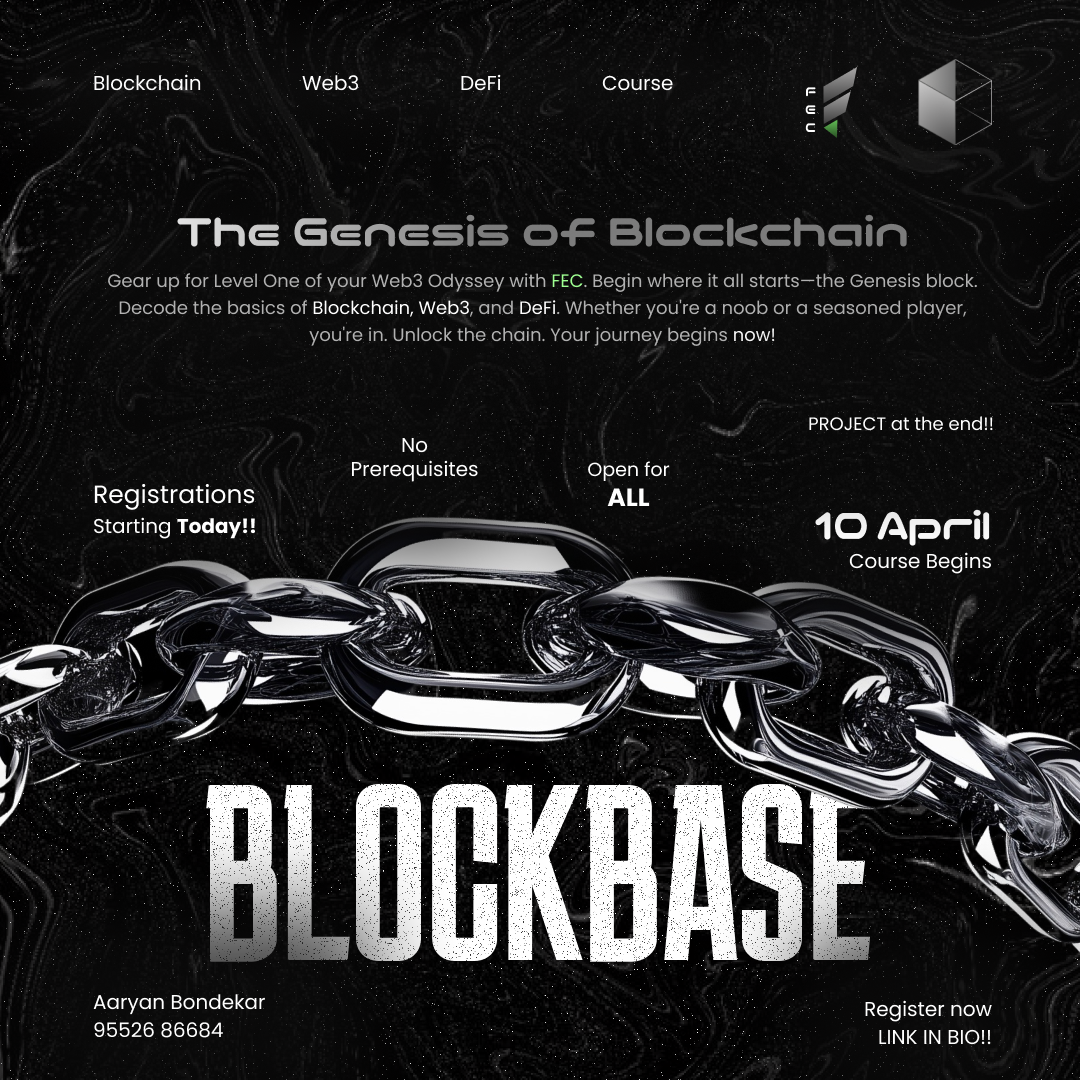 Blockchain
Web3
DeFi
Course
F
E
C
The Genesis of Blockchain
Gear up for Level One of your Web3 Odyssey with FEC. Begin where it all starts—the Genesis block.
Decode the basics of Blockchain, Web3, and DeFi. Whether you're a noob or a seasoned player,
you're in. Unlock the chain. Your journey begins now!
PROJECT at the end!!
No
Prerequisites
Open for
ALL
Registrations
Starting Today!!
10 April
Course Begins
BLOCKBASE
Aaryan Bondekar
95526 86684
Register now
LINK IN BIO!!